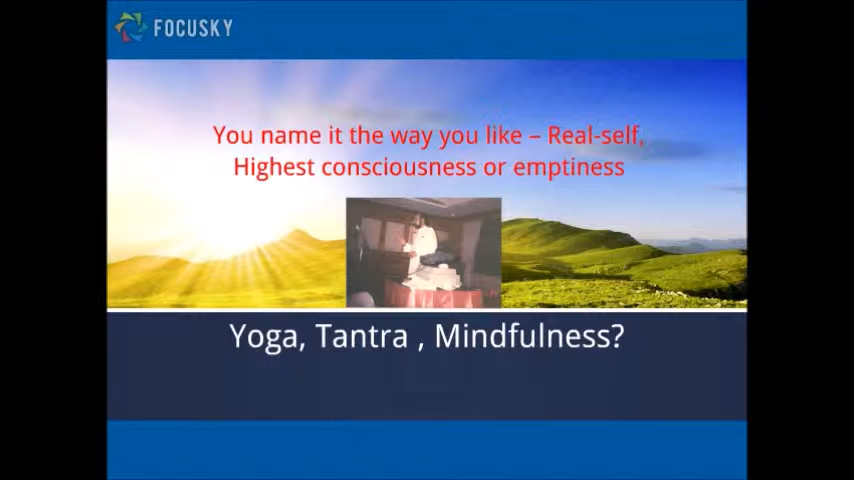 FOCUSKY
You name it the way you like – Real-self,
Highest consciousness or emptiness
Yoga, Tantra , Mindfulness?